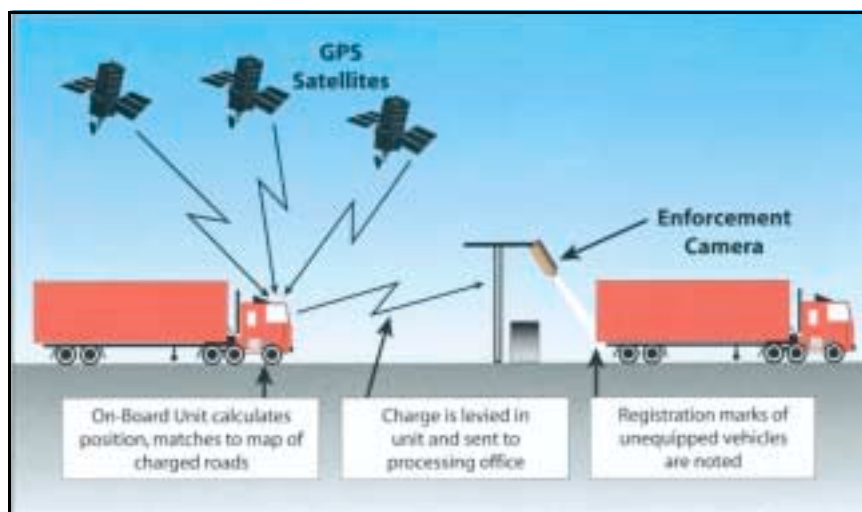 GPS
Satellites
Enforcement
Camera
On-Board Unit calculates
position, matches to map of
charged roads
Charge is levied in
unit and sent to
processing office
Registration marks of
unequipped vehicles
are noted